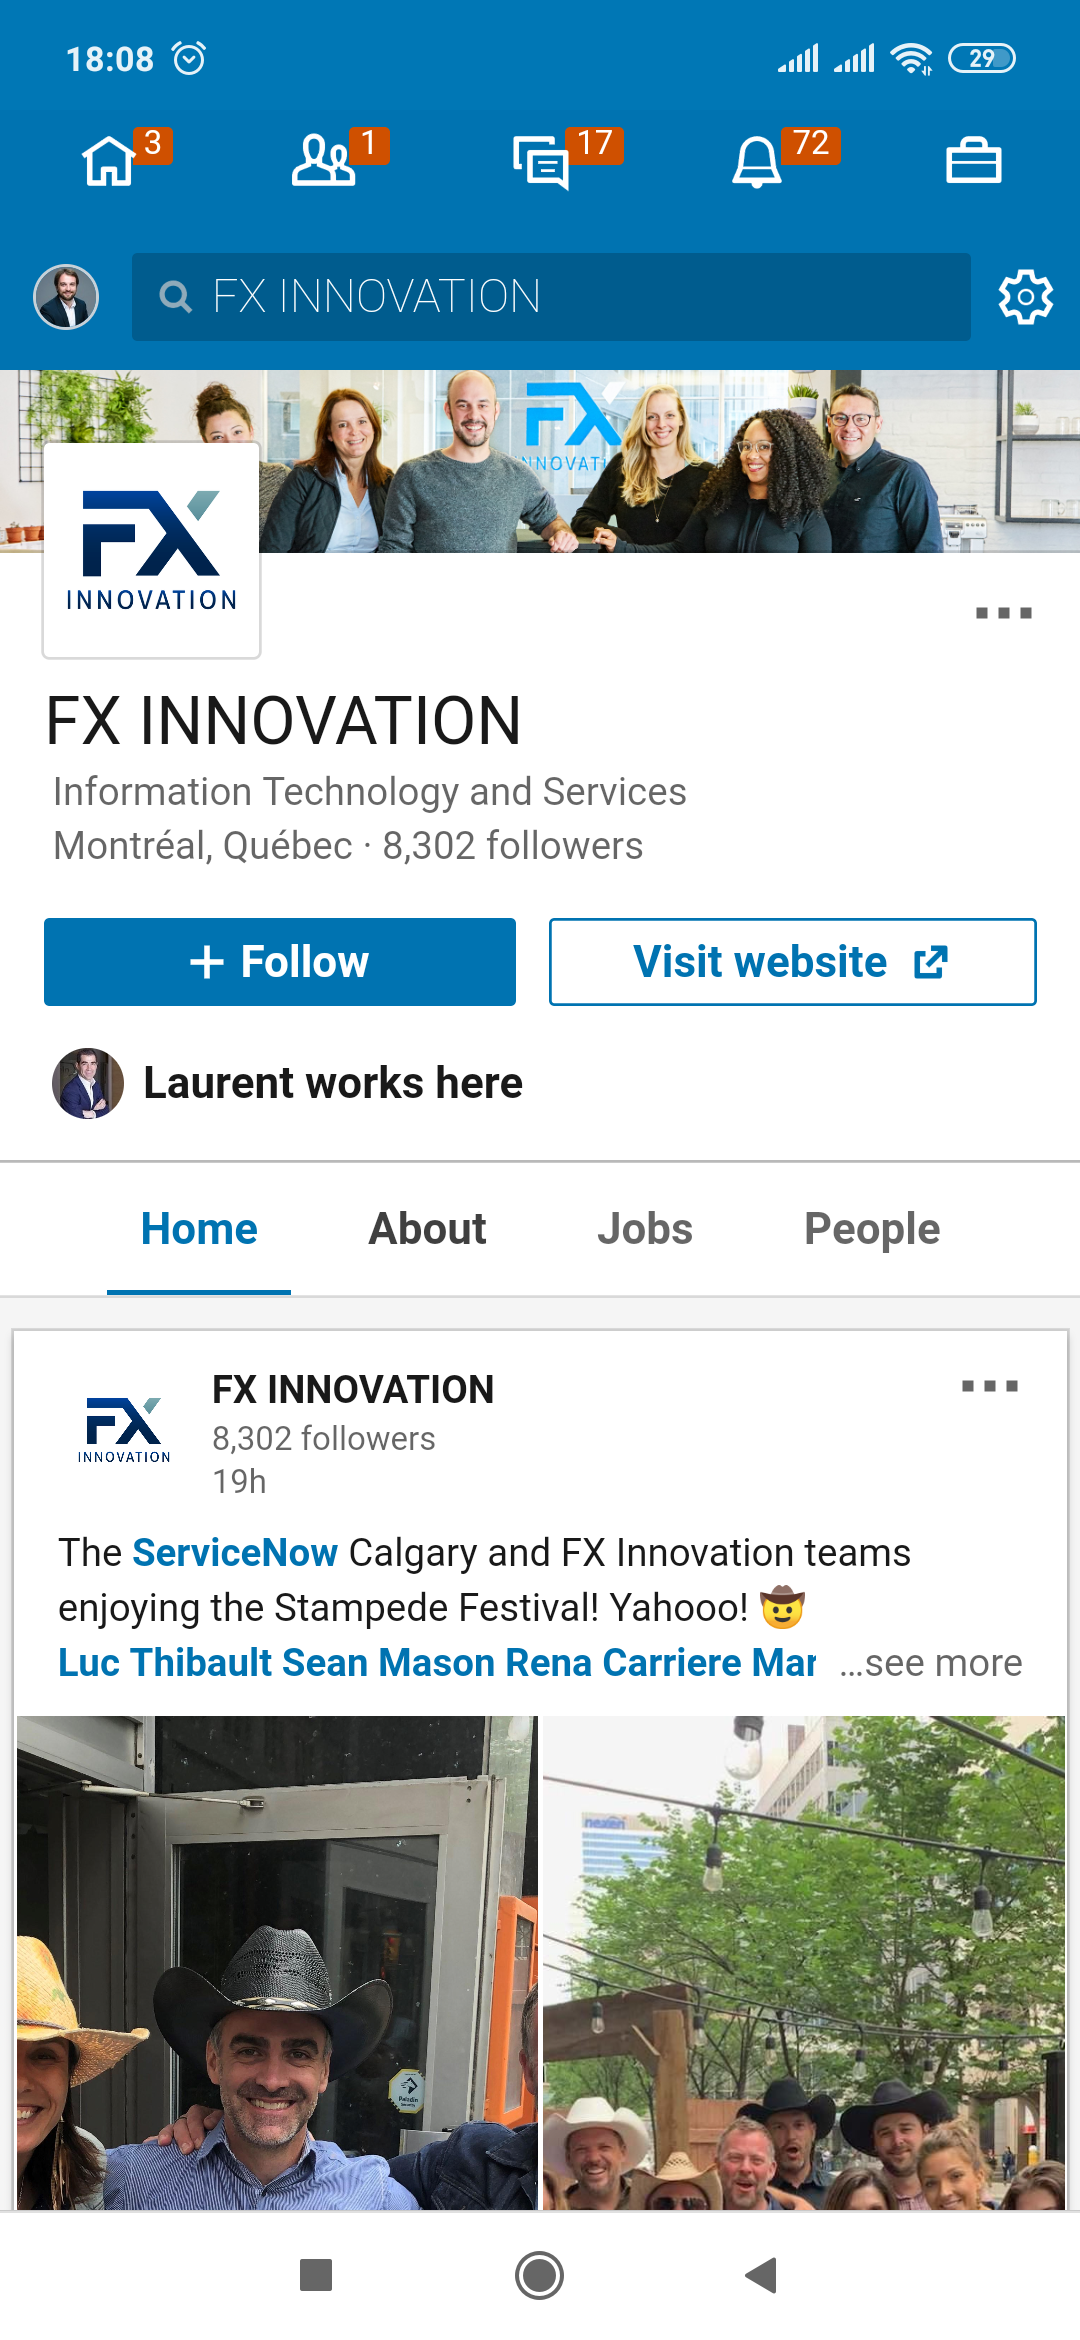 18:08
29
3
1
17
72
FX INNOVATION
FX
INNOVATI
FX
INNOVATION
FX INNOVATION
Information Technology and Services
Montréal, Québec · 8,302 followers
+ Follow
Visit website
Laurent works here
Home
About
Jobs
People
FX
INNOVATION
FX INNOVATION
8,302 followers
19h
The ServiceNow Calgary and FX Innovation teams
enjoying the Stampede Festival! Yahooo! 🤠
Luc Thibault Sean Mason Rena Carriere Mar ...see more
nexen
Paladin
Security